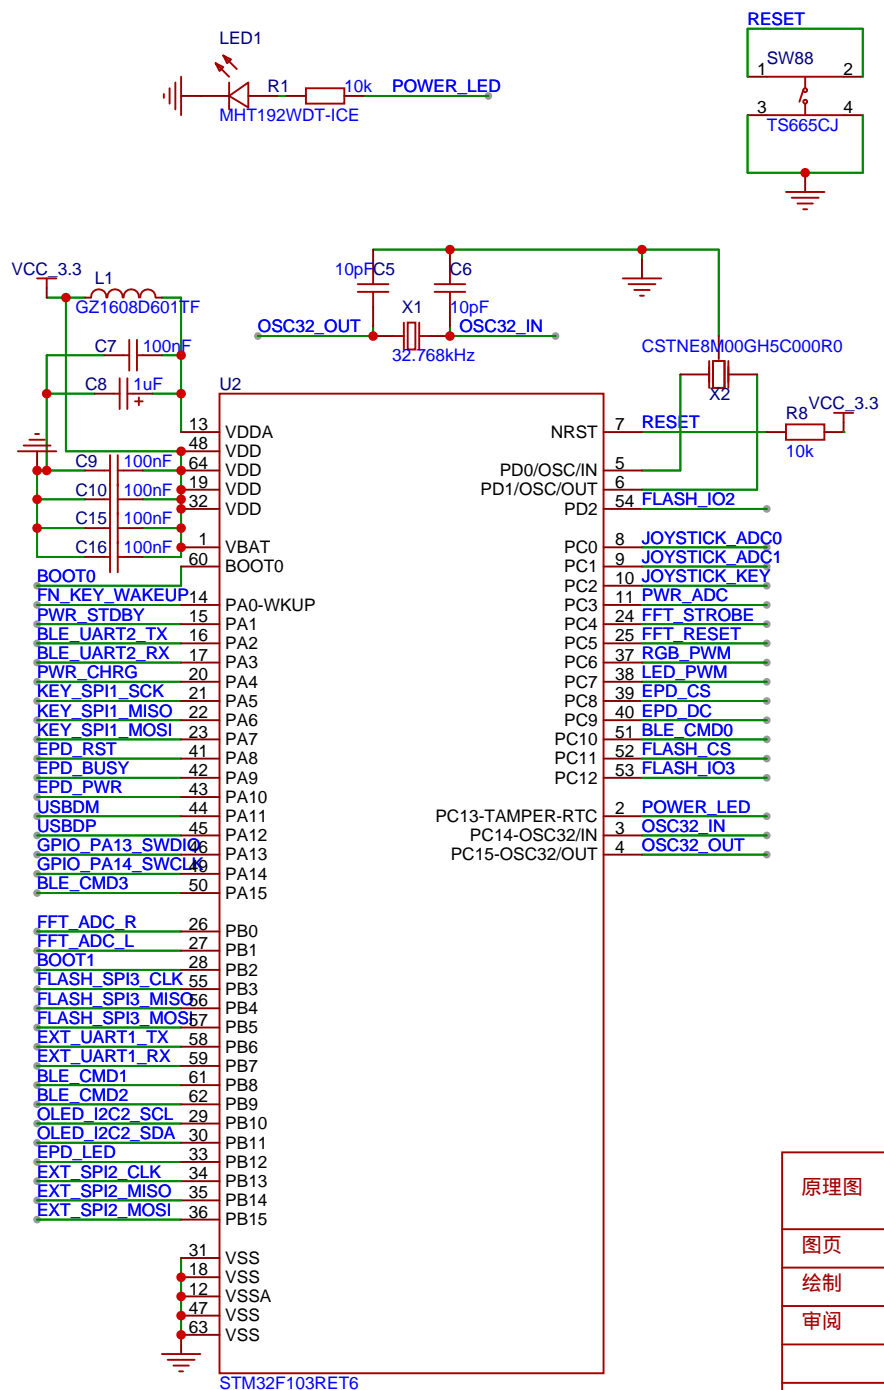 RESET
SW88
1 2
3 4
TS665CJ
LED1
R1 10k POWER_LED
MHT192WDT-ICE
VCC_3.3
L1
GZ1608D601TF
C7 100nF
C8 1uF
+
10pF C5 C6
10pF
X1
OSC32_OUT OSC32_IN
32.768kHz
CSTNE8M00GH5C000R0
X2
R8 VCC_3.3
10k
U2
13 VDDA
48 VDD
C9 100nF 64 VDD
C10 100nF 19 VDD
32 VDD
C15 100nF
C16 100nF 1 VBAT
BOOT0 60 BOOT0
FN_KEY_WAKEUP 14 PA0-WKUP
PWR_STDBY 15 PA1
BLE_UART2_TX 16 PA2
BLE_UART2_RX 17 PA3
PWR_CHRG 20 PA4
KEY_SPI1_SCK 21 PA5
KEY_SPI1_MISO 22 PA6
KEY_SPI1_MOSI 23 PA7
EPD_RST 41 PA8
EPD_BUSY 42 PA9
EPD_PWR 43 PA10
USBDM 44 PA11
USBDP 45 PA12
GPIO_PA13_SWDIO 46 PA13
GPIO_PA14_SWCLK 49 PA14
BLE_CMD3 50 PA15
FFT_ADC_R 26 PB0
FFT_ADC_L 27 PB1
BOOT1 28 PB2
FLASH_SPI3_CLK 55 PB3
FLASH_SPI3_MISO 56 PB4
FLASH_SPI3_MOSI 57 PB5
EXT_UART1_TX 58 PB6
EXT_UART1_RX 59 PB7
BLE_CMD1 61 PB8
BLE_CMD2 62 PB9
OLED_I2C2_SCL 29 PB10
OLED_I2C2_SDA 30 PB11
EPD_LED 33 PB12
EXT_SPI2_CLK 34 PB13
EXT_SPI2_MISO 35 PB14
EXT_SPI2_MOSI 36 PB15
31 VSS
18 VSS
12 VSSA
47 VSS
63 VSS
STM32F103RET6
NRST 7 RESET
PD0/OSC/IN 5
PD1/OSC/OUT 6
PD2 54 FLASH_IO2
PC0 8 JOYSTICK_ADC0
PC1 9 JOYSTICK_ADC1
PC2 10 JOYSTICK_KEY
PC3 11 PWR_ADC
PC4 24 FFT_STROBE
PC5 25 FFT_RESET
PC6 37 RGB_PWM
PC7 38 LED_PWM
PC8 39 EPD_CS
PC9 40 EPD_DC
PC10 51 BLE_CMD0
PC11 52 FLASH_CS
PC12 53 FLASH_IO3
PC13-TAMPER-RTC 2 POWER_LED
PC14-OSC32/IN 3 OSC32_IN
PC15-OSC32/OUT 4 OSC32_OUT
原理图
图页
绘制
审阅